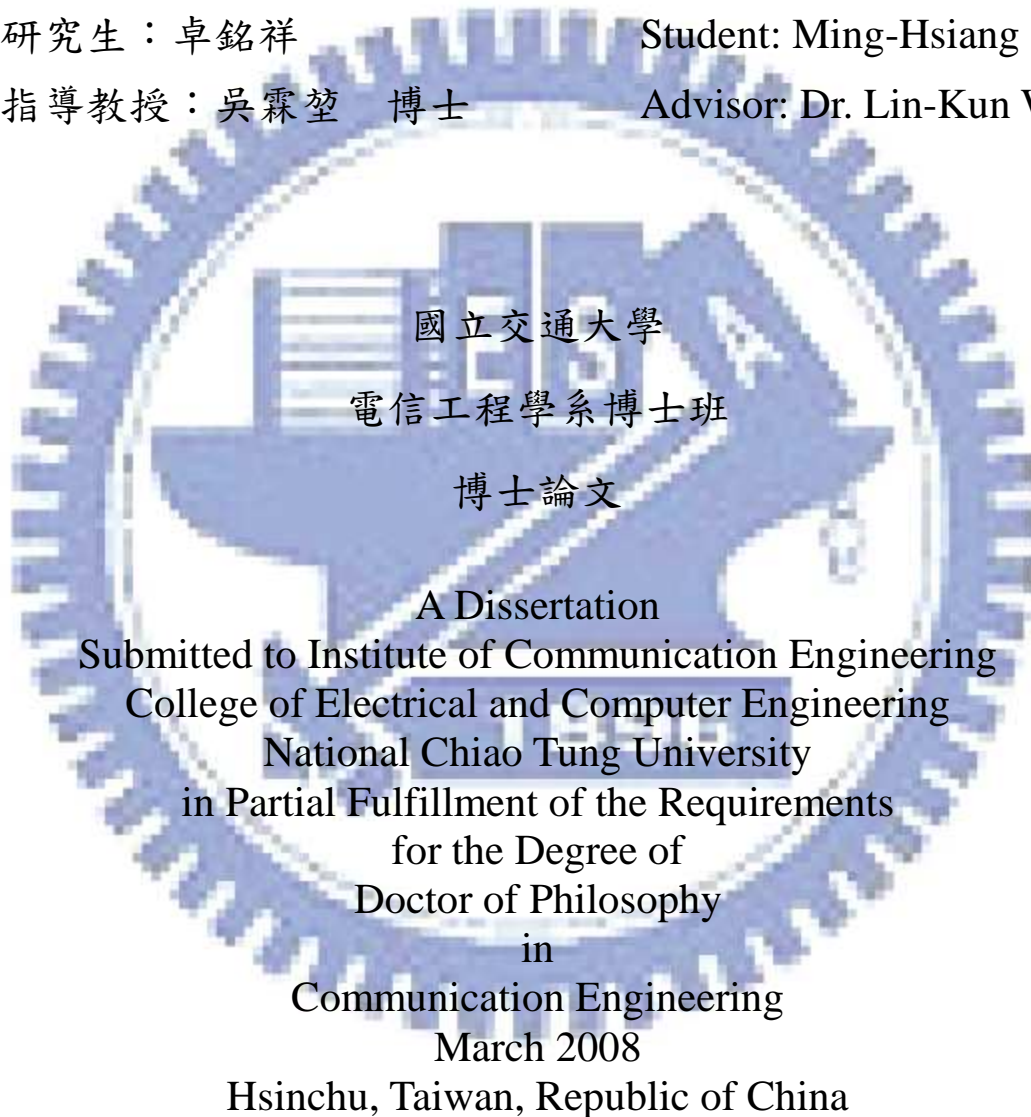 研究生：卓銘祥 Student: Ming-Hsiang
指導教授：吳霖堃 博士 Advisor: Dr. Lin-Kun
國立交通大學
電信工程學系博士班
博士論文
A Dissertation
Submitted to Institute of Communication Engineering
College of Electrical and Computer Engineering
National Chiao Tung University
in Partial Fulfillment of the Requirements
for the Degree of
Doctor of Philosophy
in
Communication Engineering
March 2008
Hsinchu, Taiwan, Republic of China